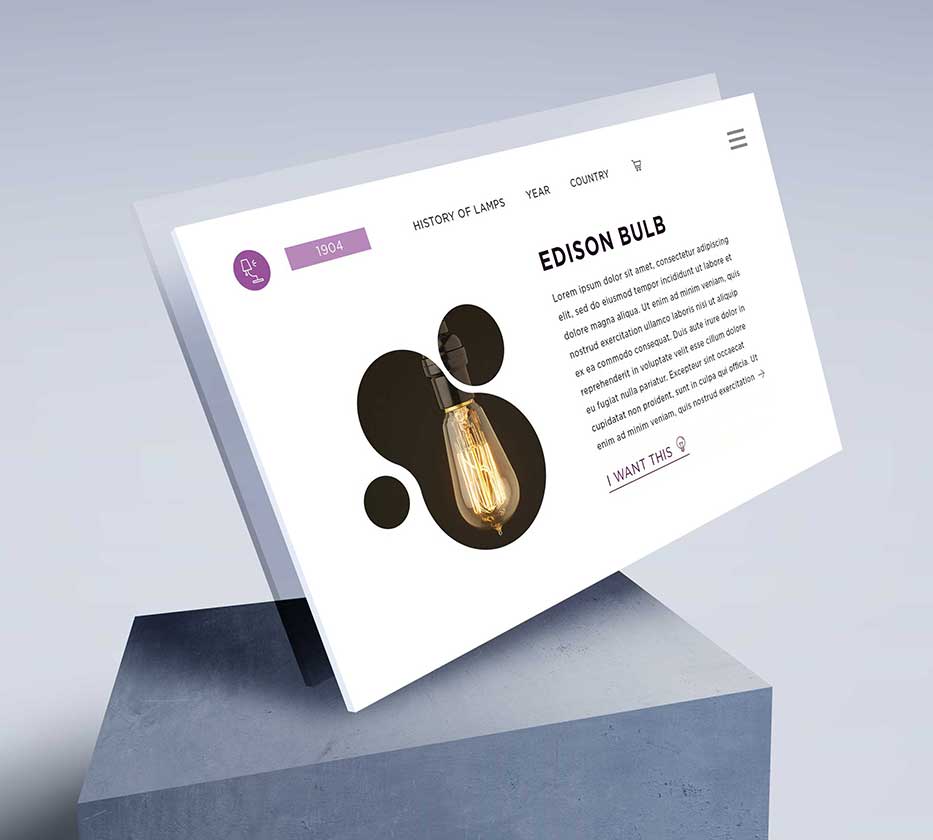 1904
HISTORY OF LAMPS
YEAR
COUNTRY
EDISON BULB
Lorem ipsum dolor sit amet, consectetur adipiscing
elit, sed do eiusmod tempor incididunt ut labore et
dolore magna aliqua. Ut enim ad minim veniam, quis
nostrud exercitation ullamco laboris nisi ut aliquip
ex ea commodo consequat. Duis aute irure dolor in
reprehenderit in voluptate velit esse cillum dolore
eu fugiat nulla pariatur. Excepteur sint occaecat
cupidatat non proident, sunt in culpa qui officia. Ut
enim ad minim veniam, quis nostrud exercitation →
I WANT THIS